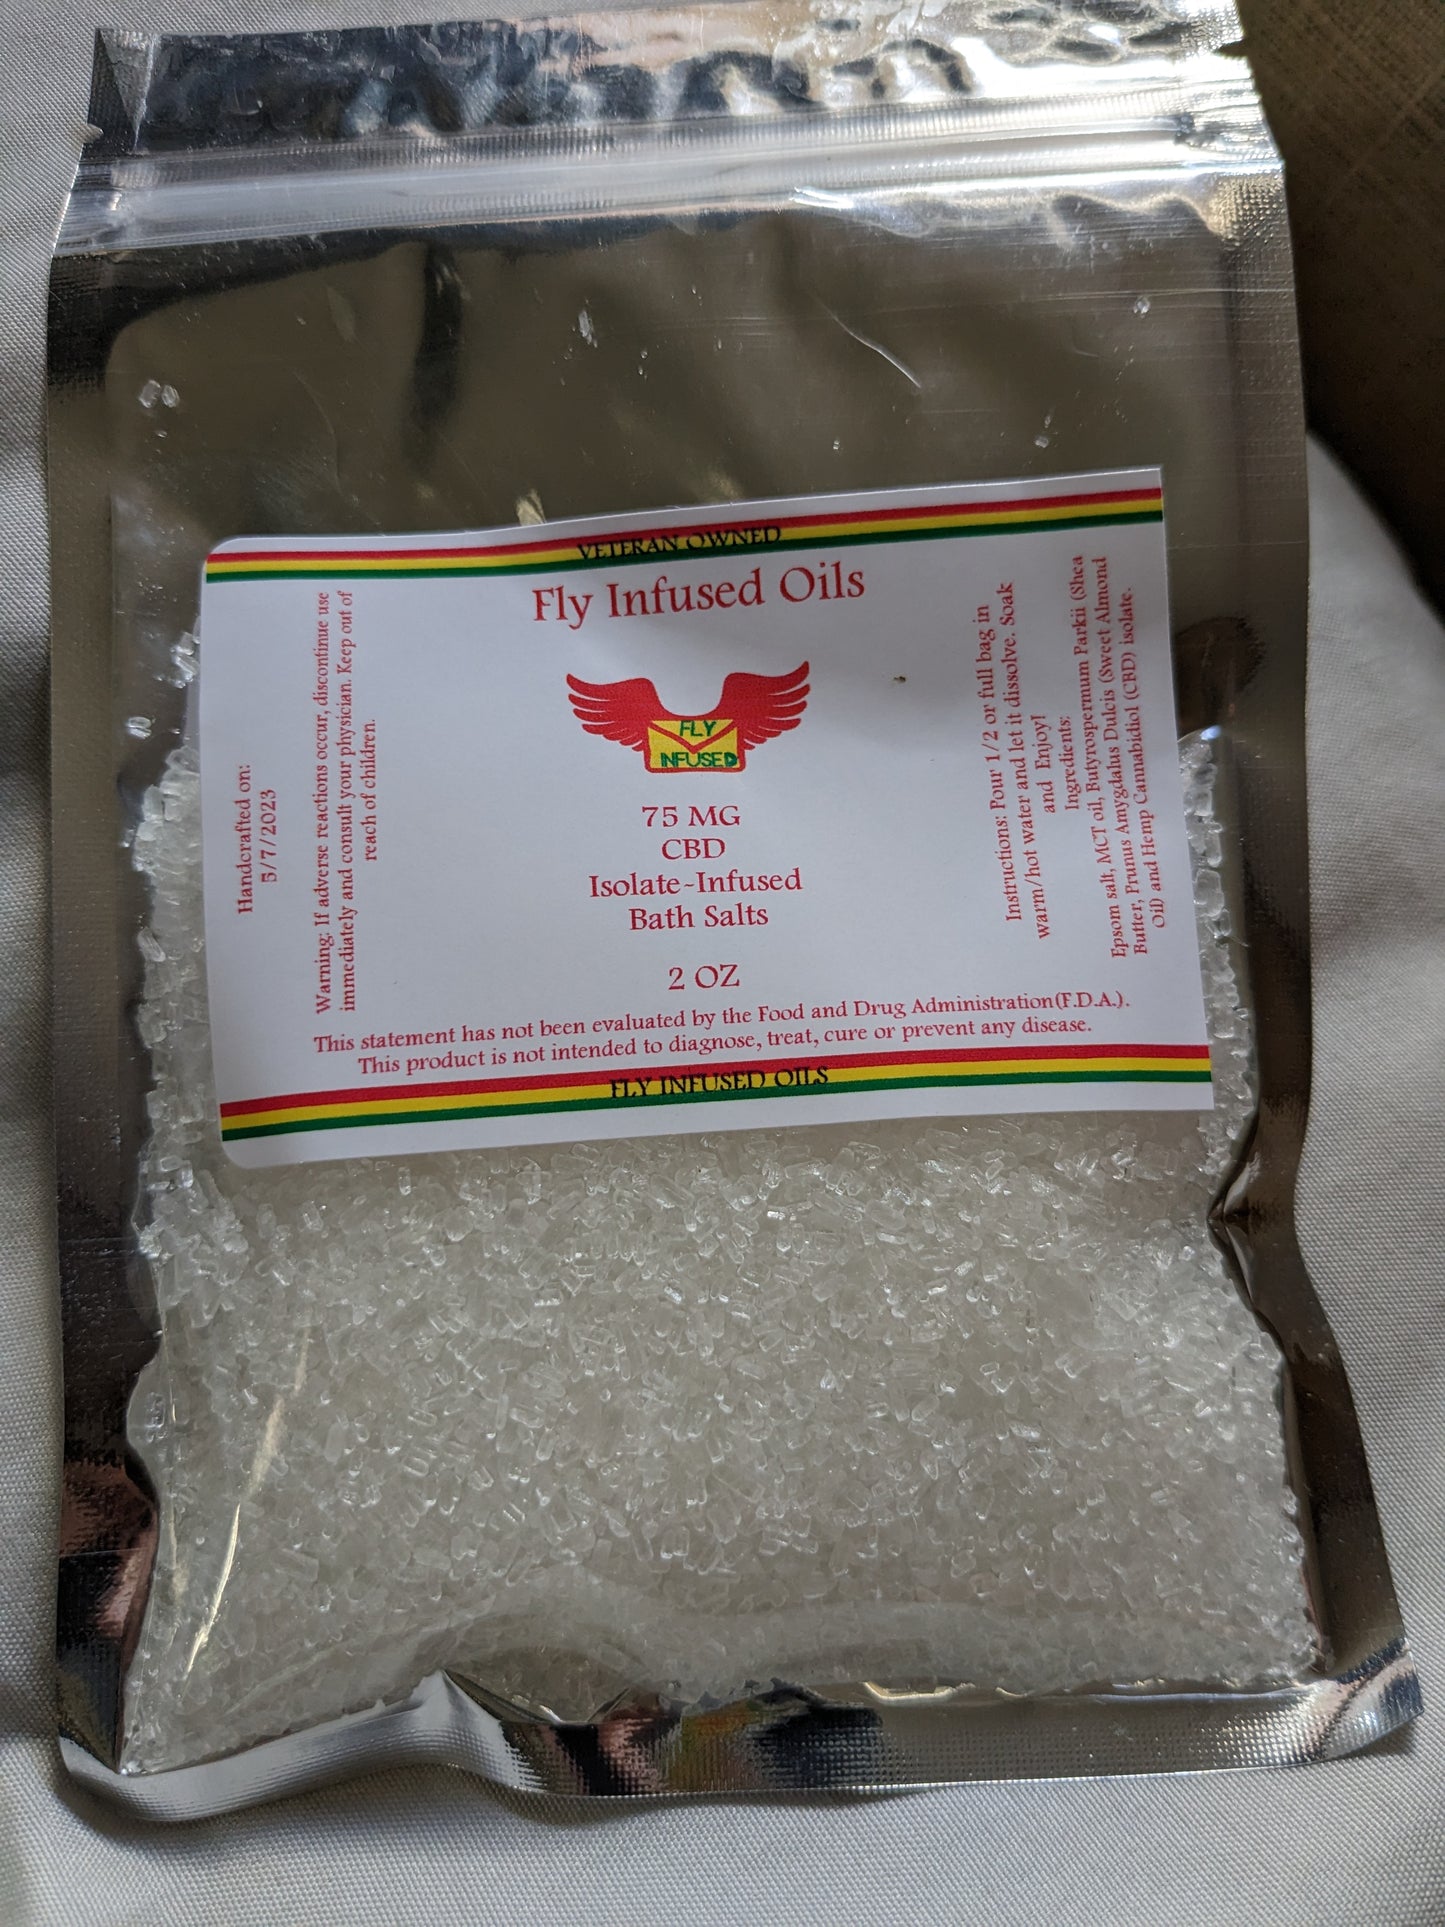 VETERAN OWNED
Fly Infused Oils
FLY
INFUSED
75 MG
CBD
Isolate-Infused
Bath Salts
2 OZ
This statement has not been evaluated by the Food and Drug Administration(F.D.A.).
This product is not intended to diagnose, treat, cure or prevent any disease.
FLY INFUSED OILS
Handcrafted on:
5/7/2023
Warning: If adverse reactions occur, discontinue use
immediately and consult your physician. Keep out of
reach of children.
Instructions: Pour 1/2 or full bag in
warm/hot water and let it dissolve. Soak
and Enjoy!
Ingredients:
Epsom salt, MCT oil, Butyrospermum Parkii (Shea
Butter, Prunus Amygdalus Dulcis (Sweet Almond
Oil) and Hemp Cannabidiol (CBD) isolate.